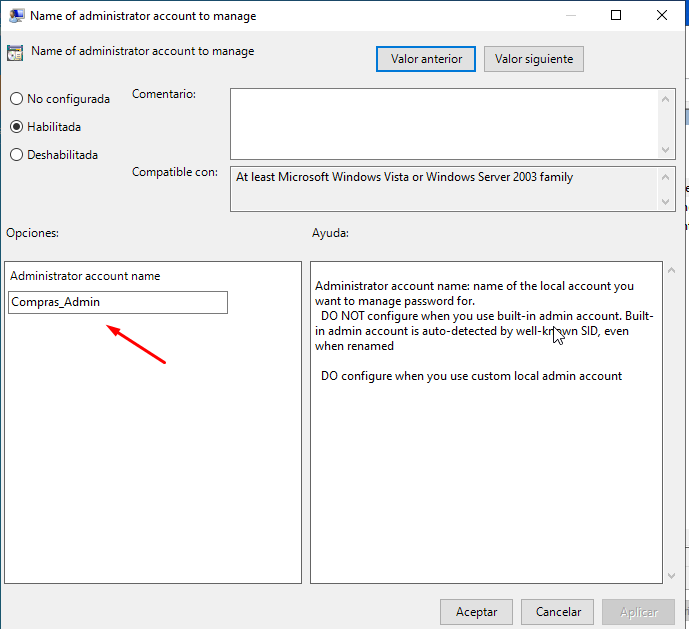 Name of administrator account to manage
Name of administrator account to manage
Valor anterior
Valor siguiente
No configurada
Habilitada
Deshabilitada
Comentario:
Compatible con:
At least Microsoft Windows Vista or Windows Server 2003 family
Opciones:
Ayuda:
Administrator account name
Compras_Admin
Administrator account name: name of the local account you
want to manage password for.
DO NOT configure when you use built-in admin account. Built-
in admin account is auto-detected by well-known SID, even
when renamed
DO configure when you use custom local admin account
Aceptar
Cancelar
Aplicar